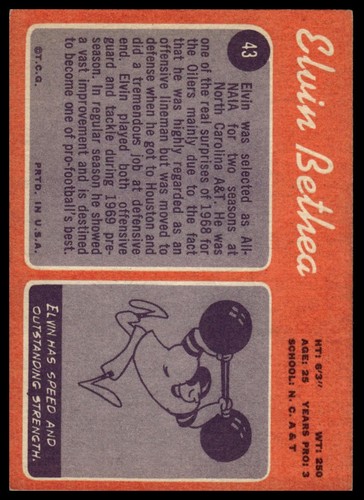 Elvin Bethea
HT: 6'3" WT: 250
AGE: 25 YEARS PRO: 3
SCHOOL: N. C. A & T
43
Elvin was selected as All-
NAIA for two seasons at
North Carolina A&T. He was
one of the real surprises of 1968 for
the Oilers mainly due to the fact
that he was highly regarded as an
offensive lineman but was moved to
defense when he got to Houston and
did a tremendous job at defensive
end. Elvin played both offensive
guard and tackle during 1969 pre-
season. In regular season he showed
a vast improvement and is destined
to become one of pro-football's best.
©T.C.G. PRTD. IN U.S.A.
ELVIN HAS SPEED AND
OUTSTANDING STRENGTH.